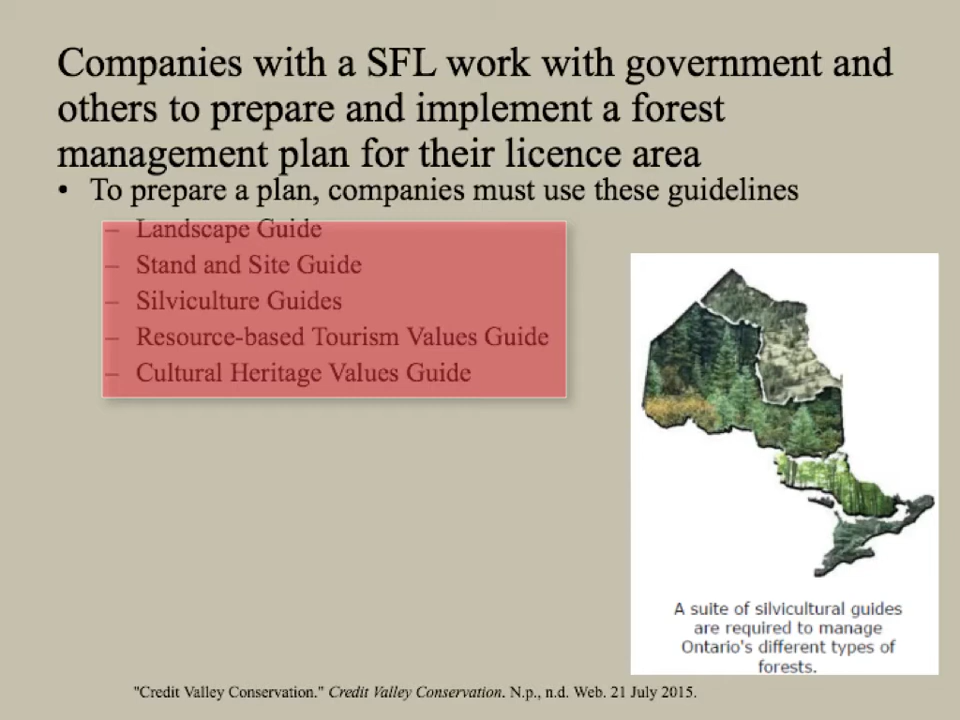 Companies with a SFL work with government and
others to prepare and implement a forest
management plan for their licence area
• To prepare a plan, companies must use these guidelines
– Landscape Guide
– Stand and Site Guide
– Silviculture Guides
– Resource-based Tourism Values Guide
– Cultural Heritage Values Guide
A suite of silvicultural guides
are required to manage
Ontario's different types of
forests.
"Credit Valley Conservation." Credit Valley Conservation. N.p., n.d. Web. 21 July 2015.